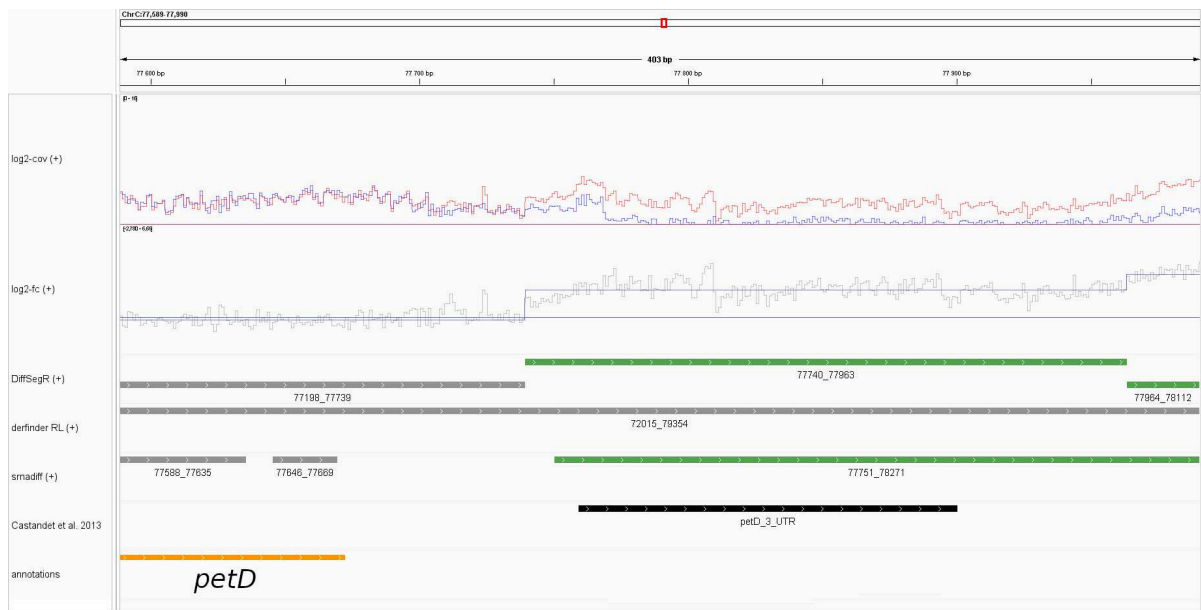 ChrC:77,589-77,990
403 bp
77 600 bp 77 700 bp 77 800 bp 77 900 bp
log2-cov (+)
log2-fc (+)
DiffSegR (+)
77740_77963
77198_77739
77964_78112
derfinder RL (+)
72015_79354
srnadiff (+)
77588_77635
77646_77669
77751_78271
Castandet et al. 2013
petD_3_UTR
annotations
petD